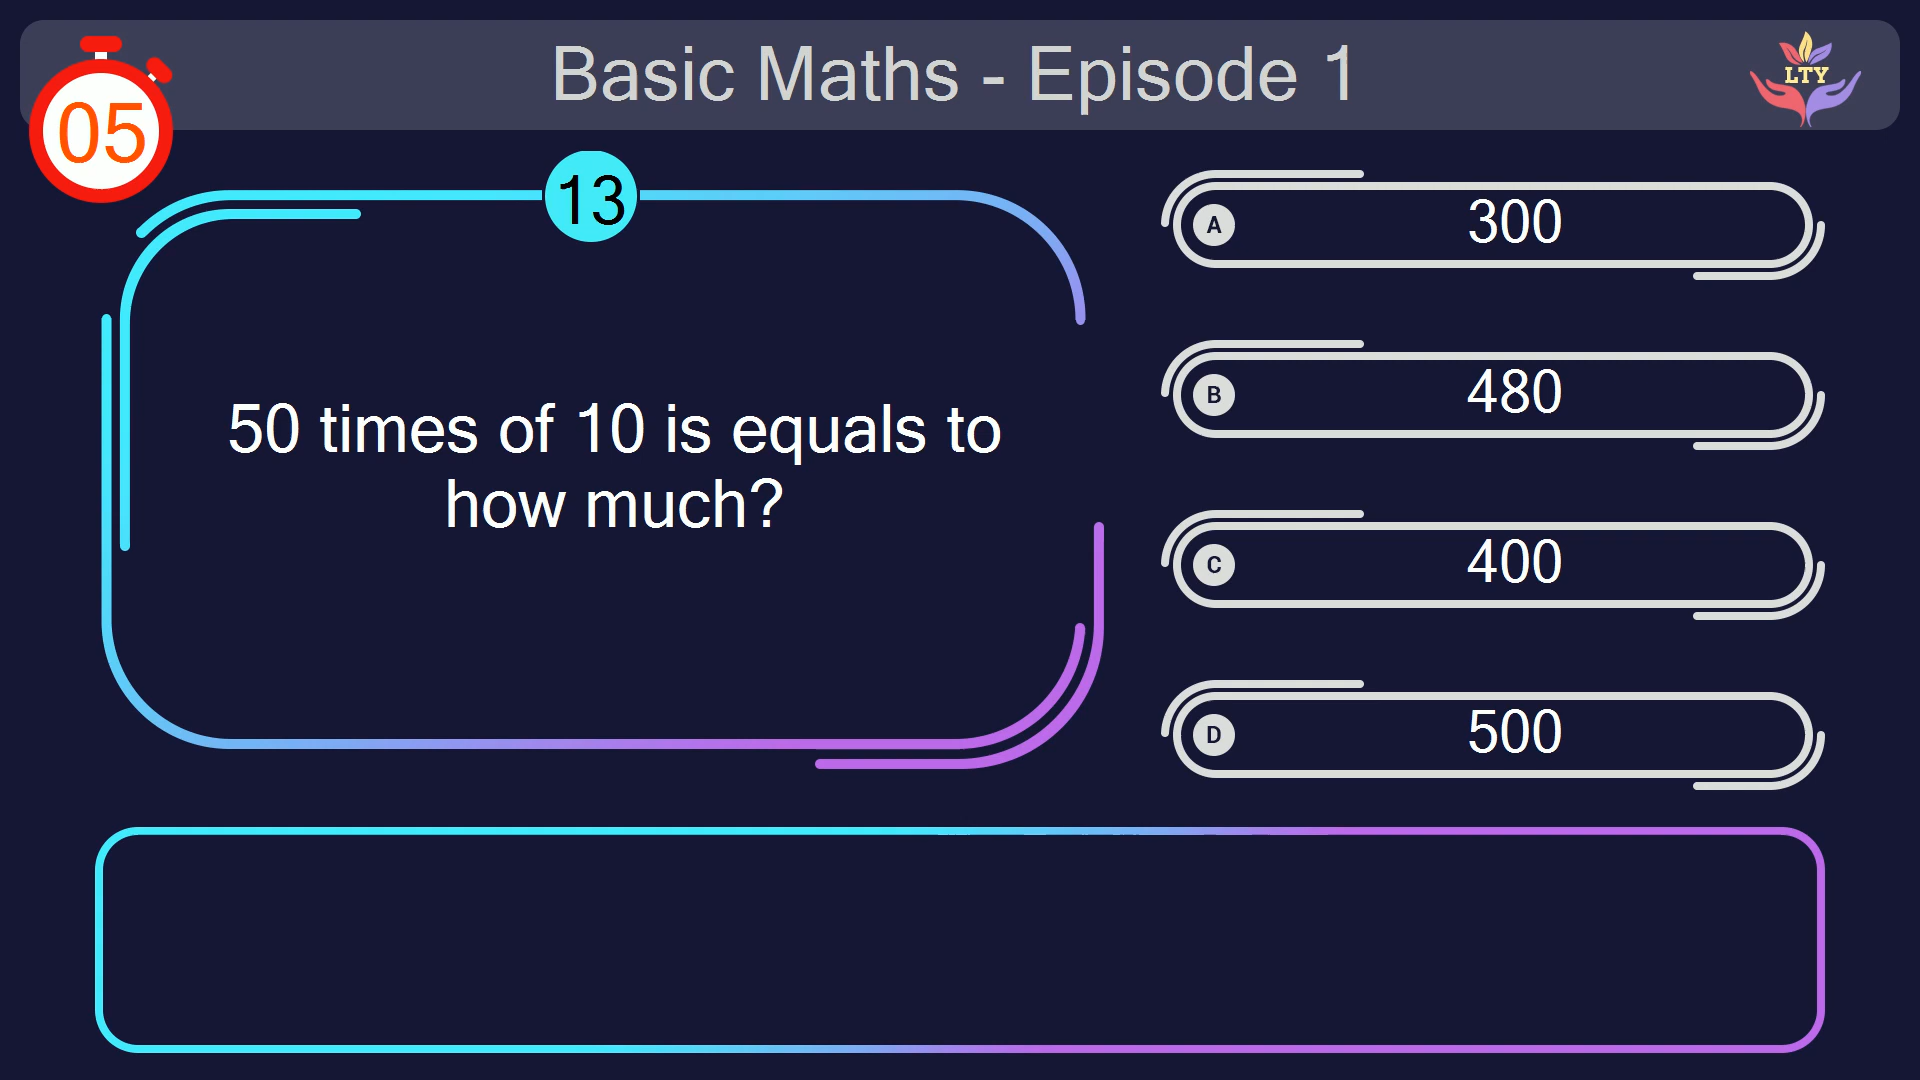 Basic Maths - Episode 1
LTY
05
13
50 times of 10 is equals to
how much?
A 300
B 480
C 400
D 500